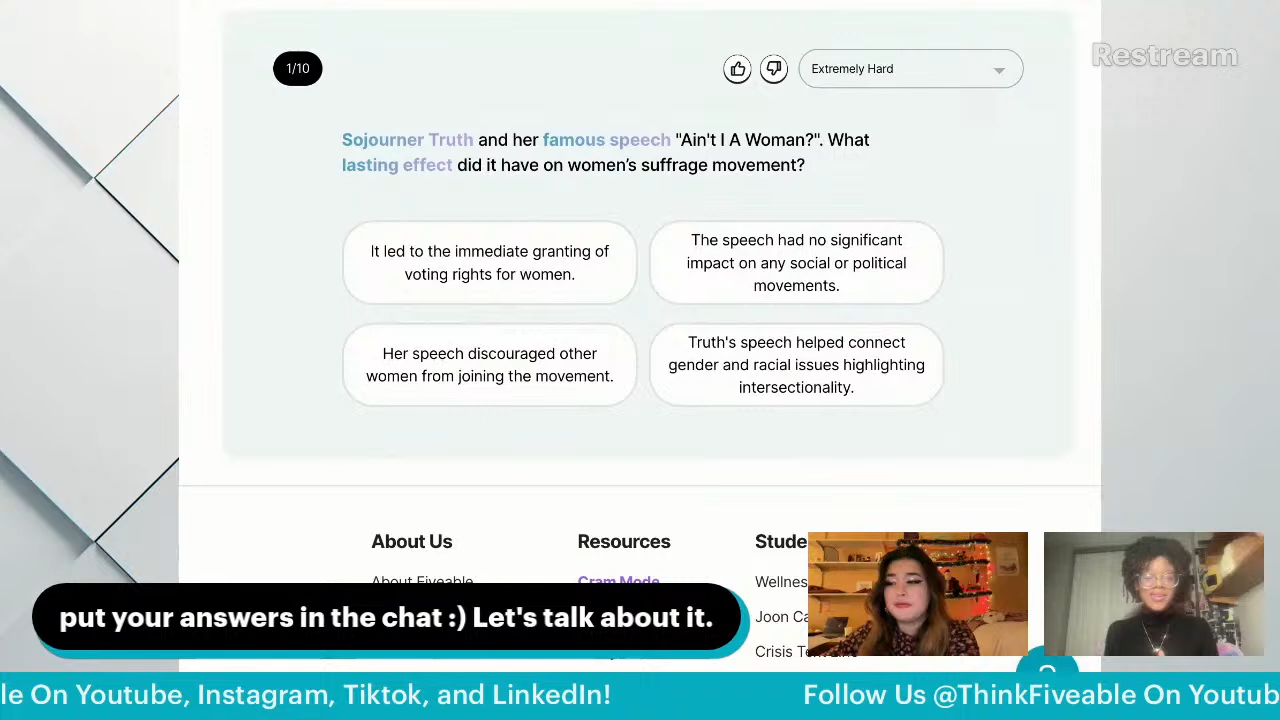 Restream
1/10
Extremely Hard
Sojourner Truth and her famous speech "Ain't I A Woman?". What
lasting effect did it have on women's suffrage movement?
It led to the immediate granting of
voting rights for women.
The speech had no significant
impact on any social or political
movements.
Her speech discouraged other
women from joining the movement.
Truth's speech helped connect
gender and racial issues highlighting
intersectionality.
About Us
Resources
Stude
About Fiveable
Cram Mode
Wellnes
Joon Ca
Crisis Text Line
put your answers in the chat :) Let's talk about it.
le On Youtube, Instagram, Tiktok, and LinkedIn!
Follow Us @ThinkFiveable On Youtub